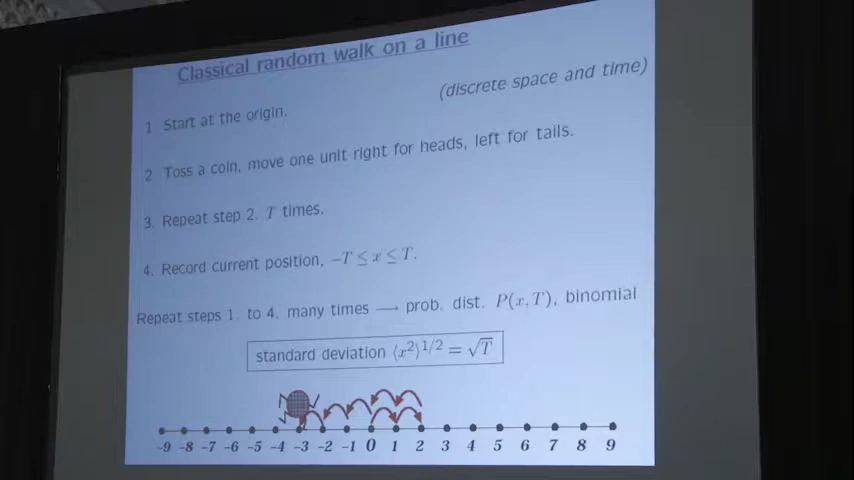 Classical random walk on a line
(discrete space and time)
1 Start at the origin.
2 Toss a coin, move one unit right for heads, left for tails.
3. Repeat step 2. T times.
4. Record current position, −T ≤ x ≤ T.
Repeat steps 1. to 4. many times → prob. dist. P(x, T), binomial
standard deviation ⟨x²⟩^1/2 = √T
-9 -8 -7 -6 -5 -4 -3 -2 -1 0 1 2 3 4 5 6 7 8 9